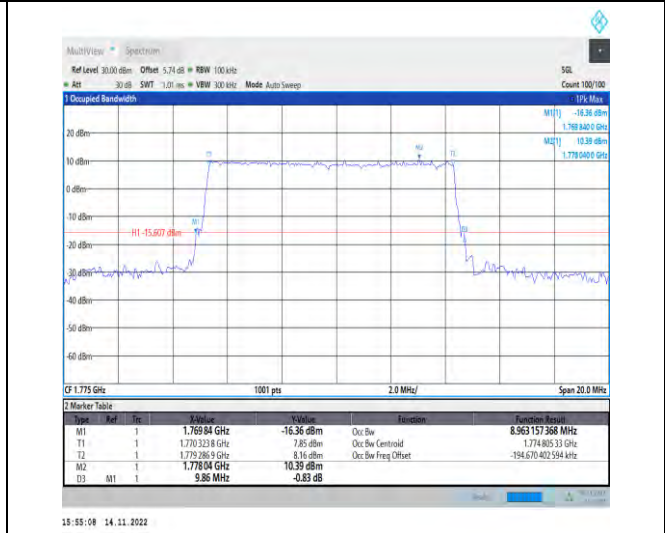 MultiView Spectrum
Ref Level 30.00 dBm Offset 5.74 dB RBW 100 kHz SGL
Att 30 dB SWT 1.01 ms VBW 300 kHz Mode Auto Sweep Count 100/100
1 Occupied Bandwidth 1Pk Max
M1[1] -16.36 dBm
1.769 840 0 GHz
M2[1] 10.39 dBm
1.778 040 0 GHz
20 dBm
M2
T1
10 dBm
0 dBm
-10 dBm
M1
H1 -15.607 dBm
D3
-20 dBm
-30 dBm
-40 dBm
-50 dBm
-60 dBm
CF 1.775 GHz 1001 pts 2.0 MHz/ Span 20.0 MHz
2 Marker Table
Type Ref Trc X-Value Y-Value Function Function Result
M1 1 1.769 84 GHz -16.36 dBm Occ Bw 8.963 157 368 MHz
T1 1 1.770 323 8 GHz 7.85 dBm Occ Bw Centroid 1.774 805 33 GHz
T2 1 1.779 286 9 GHz 8.16 dBm Occ Bw Freq Offset -194.670 402 594 kHz
M2 1 1.778 04 GHz 10.39 dBm
D3 M1 1 9.86 MHz -0.83 dB
15:55:08 14.11.2022